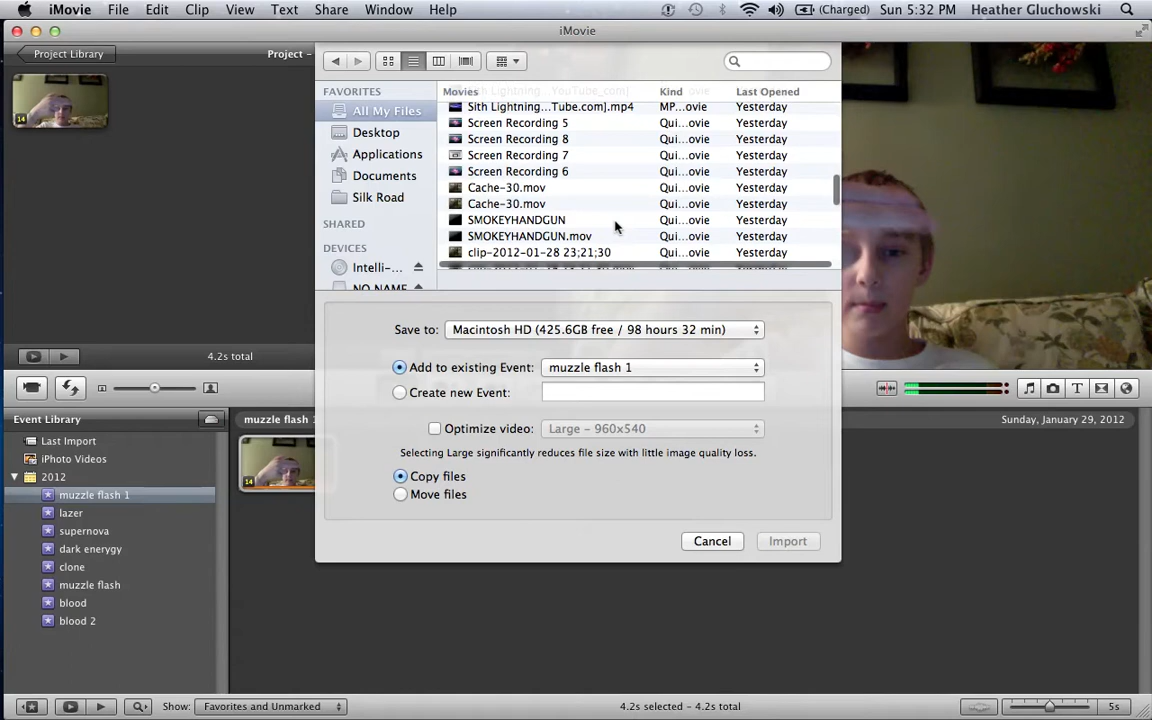 iMovie File Edit Clip View Text Share Window Help (Charged) Sun 5:32 PM Heather Gluchowski
iMovie
Project Library
Project -
14
4.2s total
FAVORITES
All My Files
Desktop
Applications
Documents
Silk Road
SHARED
DEVICES
Intelli-...
NO NAME
Movies Kind Last Opened
Sith Lightning...Tube.com].mp4 MP...ovie Yesterday
Screen Recording 5 Qui...ovie Yesterday
Screen Recording 8 Qui...ovie Yesterday
Screen Recording 7 Qui...ovie Yesterday
Screen Recording 6 Qui...ovie Yesterday
Cache-30.mov Qui...ovie Yesterday
Cache-30.mov Qui...ovie Yesterday
SMOKEYHANDGUN Qui...ovie Yesterday
SMOKEYHANDGUN.mov Qui...ovie Yesterday
clip-2012-01-28 23;21;30 Qui...ovie Yesterday
Save to: Macintosh HD (425.6GB free / 98 hours 32 min)
Add to existing Event: muzzle flash 1
Create new Event:
Optimize video: Large - 960x540
Selecting Large significantly reduces file size with little image quality loss.
Copy files
Move files
Cancel Import
Event Library
muzzle flash 1
Sunday, January 29, 2012
Last Import
iPhoto Videos
2012
muzzle flash 1
lazer
supernova
dark enerygy
clone
muzzle flash
blood
blood 2
14
Show: Favorites and Unmarked
4.2s selected - 4.2s total
5s